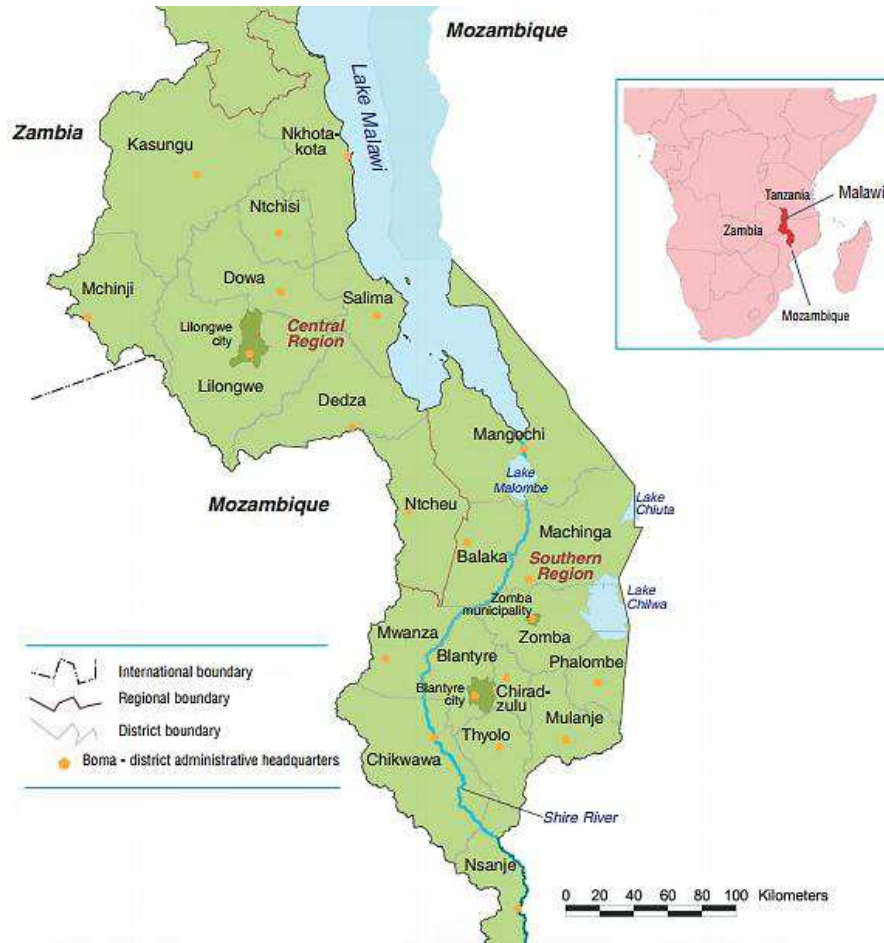 Mozambique
Lake Malawi
Zambia
Kasungu
Nkhota-
kota
Ntchisi
Dowa
Mchinji
Salima
Lilongwe
city
Central
Region
Lilongwe
Dedza
Mangochi
Lake
Malombe
Mozambique
Ntcheu
Lake
Chiuta
Machinga
Balaka
Southern
Region
Zomba
municipality
Lake
Chilwa
Zomba
Mwanza
Blantyre
Phalombe
Blantyre
city
Chirad-
zulu
Mulanje
Thyolo
Chikwawa
Shire River
Nsanje
Tanzania
Malawi
Zambia
Mozambique
International boundary
Regional boundary
District boundary
Boma - district administrative headquarters
0 20 40 60 80 100 Kilometers